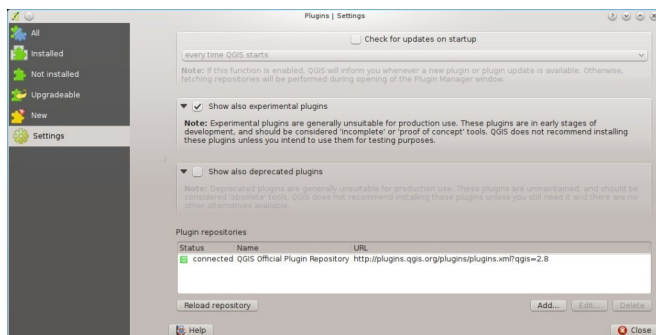 Plugins | Settings
All
Installed
Not installed
Upgradeable
New
Settings
Check for updates on startup
every time QGIS starts
Note: If this function is enabled, QGIS will inform you whenever a new plugin or plugin update is available. Otherwise,
fetching repositories will be performed during opening of the Plugin Manager window.
Show also experimental plugins
Note: Experimental plugins are generally unsuitable for production use. These plugins are in early stages of
development, and should be considered 'incomplete' or 'proof of concept' tools. QGIS does not recommend installing
these plugins unless you intend to use them for testing purposes.
Show also deprecated plugins
Note: Deprecated plugins are generally unsuitable for production use. These plugins are unmaintained, and should be
considered 'obsolete' tools. QGIS does not recommend installing these plugins unless you still need it and there are no
other alternatives available.
Plugin repositories
Status Name URL
connected QGIS Official Plugin Repository http://plugins.qgis.org/plugins/plugins.xml?qgis=2.8
Reload repository Add... Edit... Delete
Help Close